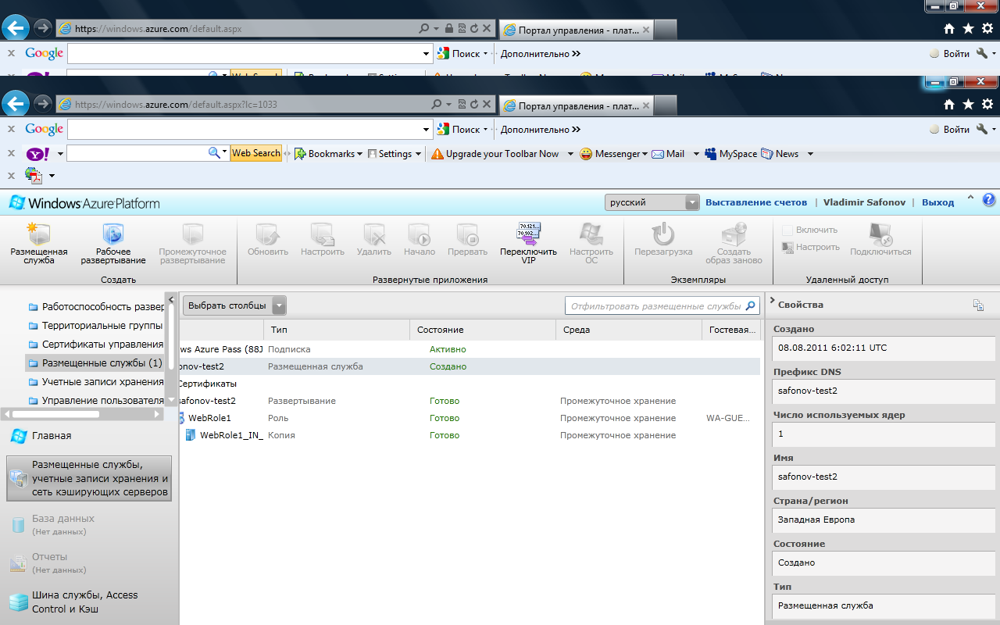 https://windows.azure.com/default.aspx
Портал управления - плат...
Google
Поиск
Дополнительно
Войти
https://windows.azure.com/default.aspx?lc=1033
Портал управления - плат...
Google
Поиск
Дополнительно
Войти
Y!
Web Search
Bookmarks
Settings
Upgrade your Toolbar Now
Messenger
Mail
MySpace
News
Windows Azure Platform
русский
Выставление счетов | Vladimir Safonov | Выход
Размещенная служба
Рабочее развертывание
Промежуточное развертывание
Создать
Обновить
Настроить
Удалить
Начало
Прервать
Переключить VIP
Настроить ОС
Развернутые приложения
Перезагрузка
Создать образ заново
Экземпляры
Включить
Настроить
Подключиться
Удаленный доступ
Работоспособность развер
Территориальные группы
Сертификаты управления
Размещенные службы (1)
Учетные записи хранения
Управление пользователя
Главная
Размещенные службы,
учетные записи хранения и
сеть кэширующих серверов
База данных
(Нет данных)
Отчеты
(Нет данных)
Шина службы, Access
Control и Кэш
Выбрать столбцы
Отфильтровать размещенные службы
Тип Состояние Среда Гостевая...
ws Azure Pass (88J Подписка Активно
onov-test2 Размещенная служба Создано
Сертификаты
safonov-test2 Развертывание Готово Промежуточное хранение
WebRole1 Роль Готово Промежуточное хранение WA-GUE...
WebRole1_IN_ Копия Готово Промежуточное хранение
Свойства
Создано
08.08.2011 6:02:11 UTC
Префикс DNS
safonov-test2
Число используемых ядер
1
Имя
safonov-test2
Страна/регион
Западная Европа
Состояние
Создано
Тип
Размещенная служба